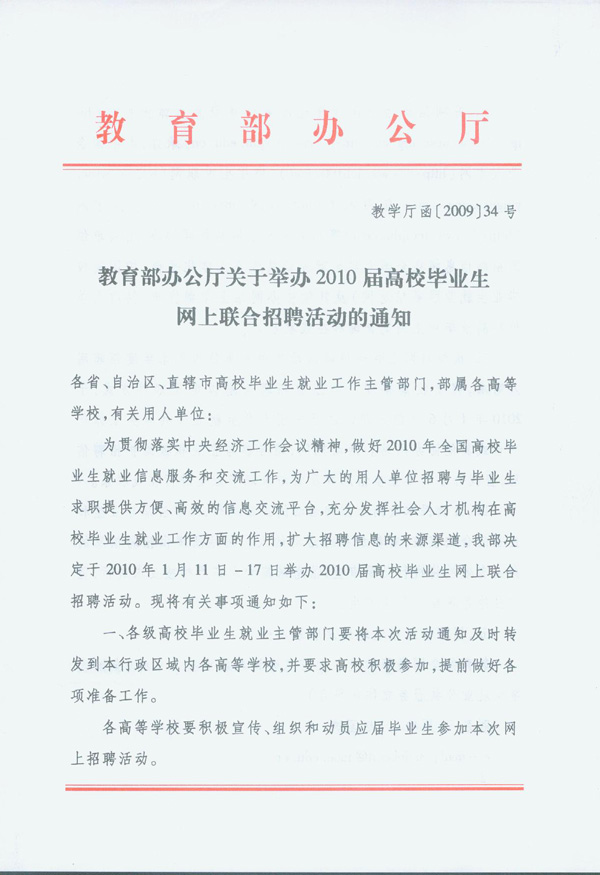 教育部办公厅
教学厅函〔2009〕34号
教育部办公厅关于举办2010届高校毕业生
网上联合招聘活动的通知
各省、自治区、直辖市高校毕业生就业工作主管部门,部属各高等
学校,有关用人单位:
为贯彻落实中央经济工作会议精神,做好2010年全国高校毕
业生就业信息服务和交流工作,为广大的用人单位招聘与毕业生
求职提供方便、高效的信息交流平台,充分发挥社会人才机构在高
校毕业生就业工作方面的作用,扩大招聘信息的来源渠道,我部决
定于2010年1月11日-17日举办2010届高校毕业生网上联合
招聘活动。现将有关事项通知如下:
一、各级高校毕业生就业主管部门要将本次活动通知及时转
发到本行政区域内各高等学校,并要求高校积极参加,提前做好各
项准备工作。
各高等学校要积极宣传、组织和动员应届毕业生参加本次网
上招聘活动。